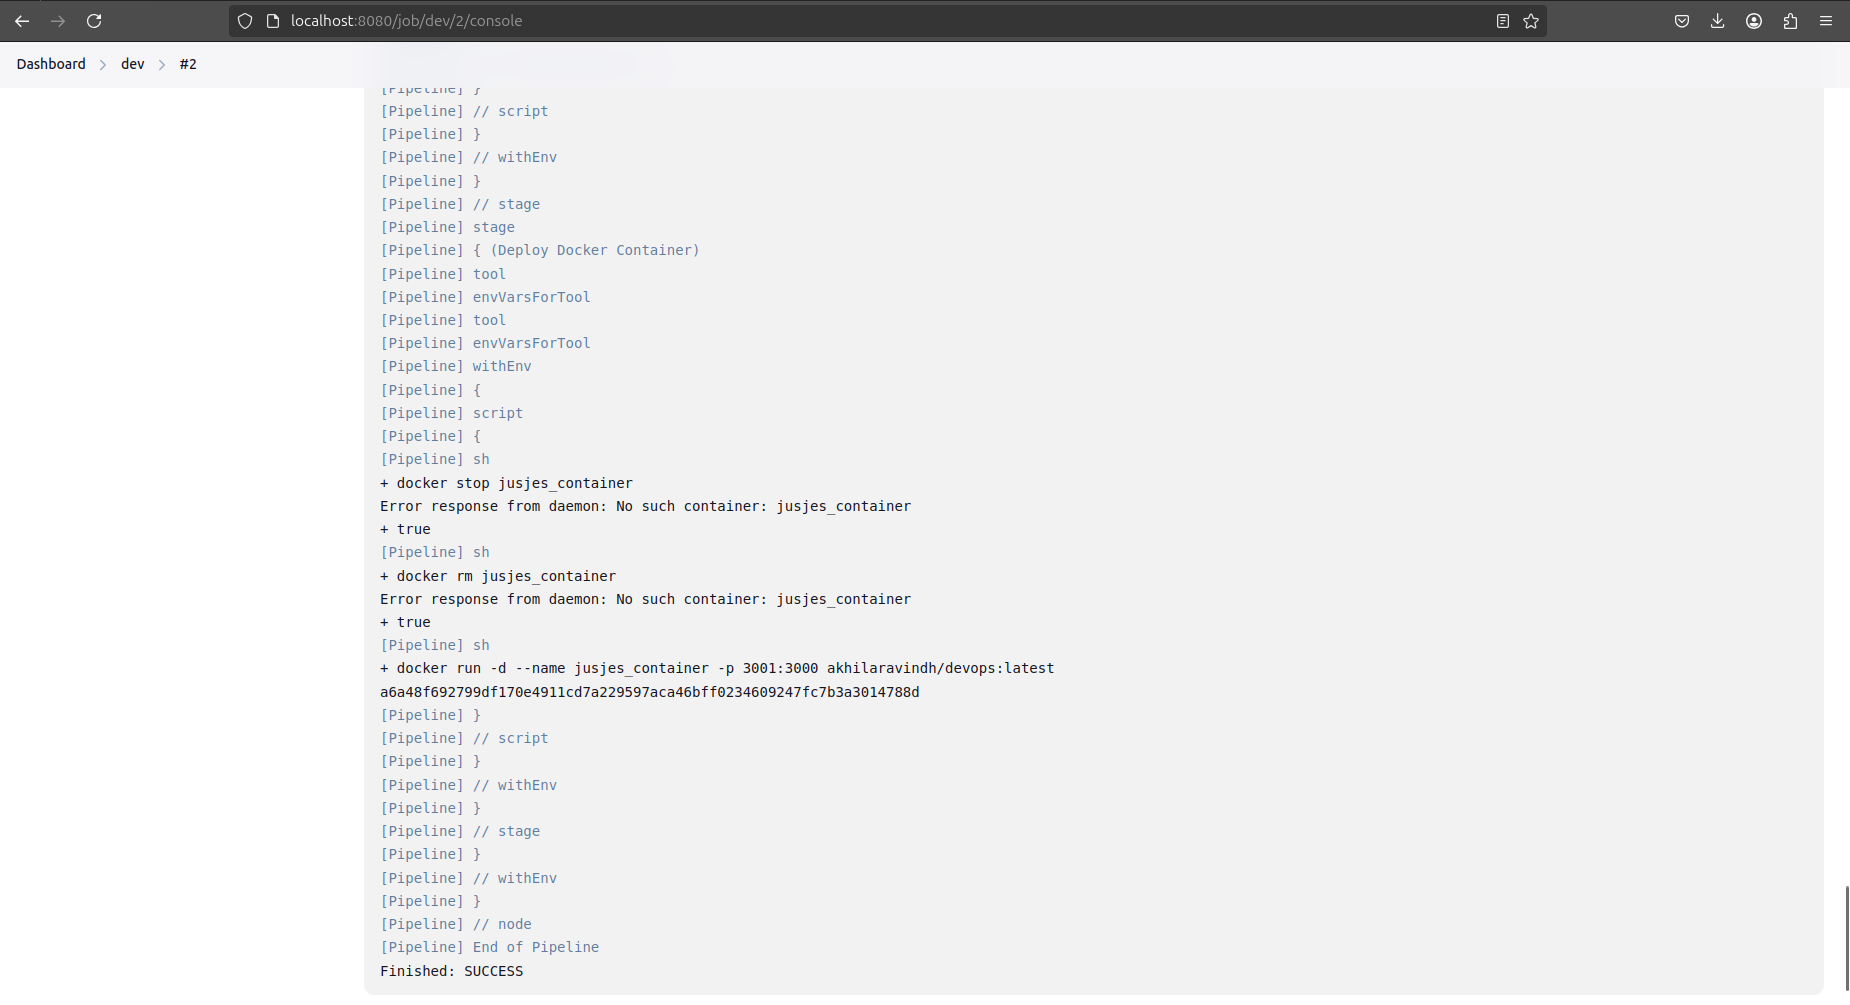 localhost:8080/job/dev/2/console
Dashboard > dev > #2
[Pipeline] }
[Pipeline] // script
[Pipeline] }
[Pipeline] // withEnv
[Pipeline] }
[Pipeline] // stage
[Pipeline] stage
[Pipeline] { (Deploy Docker Container)
[Pipeline] tool
[Pipeline] envVarsForTool
[Pipeline] tool
[Pipeline] envVarsForTool
[Pipeline] withEnv
[Pipeline] {
[Pipeline] script
[Pipeline] {
[Pipeline] sh
+ docker stop jusjes_container
Error response from daemon: No such container: jusjes_container
+ true
[Pipeline] sh
+ docker rm jusjes_container
Error response from daemon: No such container: jusjes_container
+ true
[Pipeline] sh
+ docker run -d --name jusjes_container -p 3001:3000 akhilaravindh/devops:latest
a6a48f692799df170e4911cd7a229597aca46bff0234609247fc7b3a3014788d
[Pipeline] }
[Pipeline] // script
[Pipeline] }
[Pipeline] // withEnv
[Pipeline] }
[Pipeline] // stage
[Pipeline] }
[Pipeline] // withEnv
[Pipeline] }
[Pipeline] // node
[Pipeline] End of Pipeline
Finished: SUCCESS